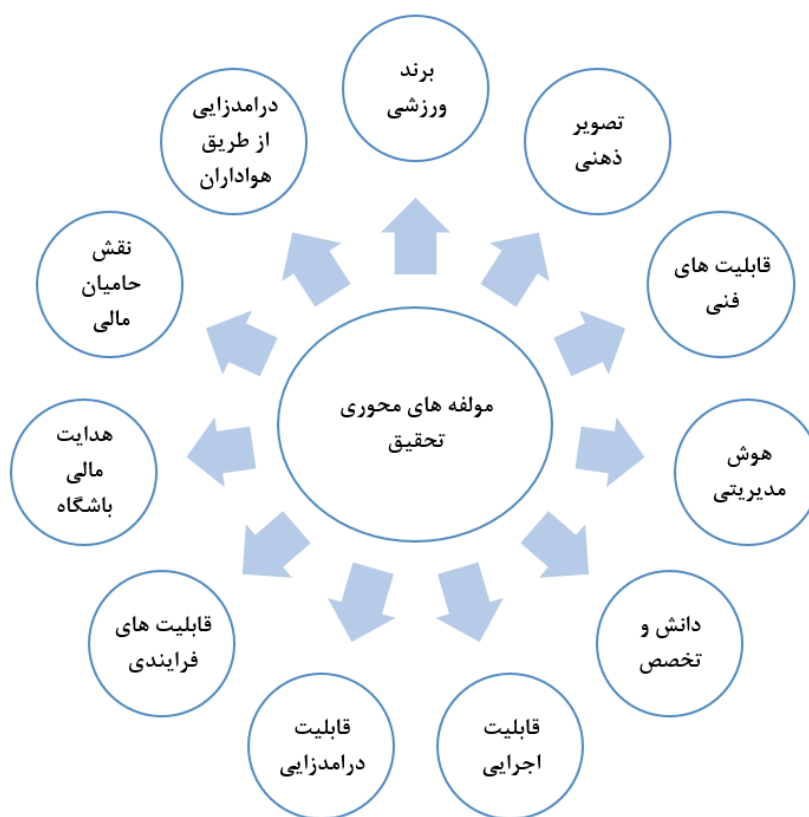 برند
ورزشی
تصویر
ذهنی
قابلیت های
فنی
هوش
مدیریتی
دانش و
تخصص
قابلیت
اجرایی
قابلیت
درامدزایی
قابلیت های
فرایندی
هدایت
مالی
باشگاه
نقش
حامیان
مالی
درامدزایی
از طریق
هواداران
مولفه های محوری
تحقیق